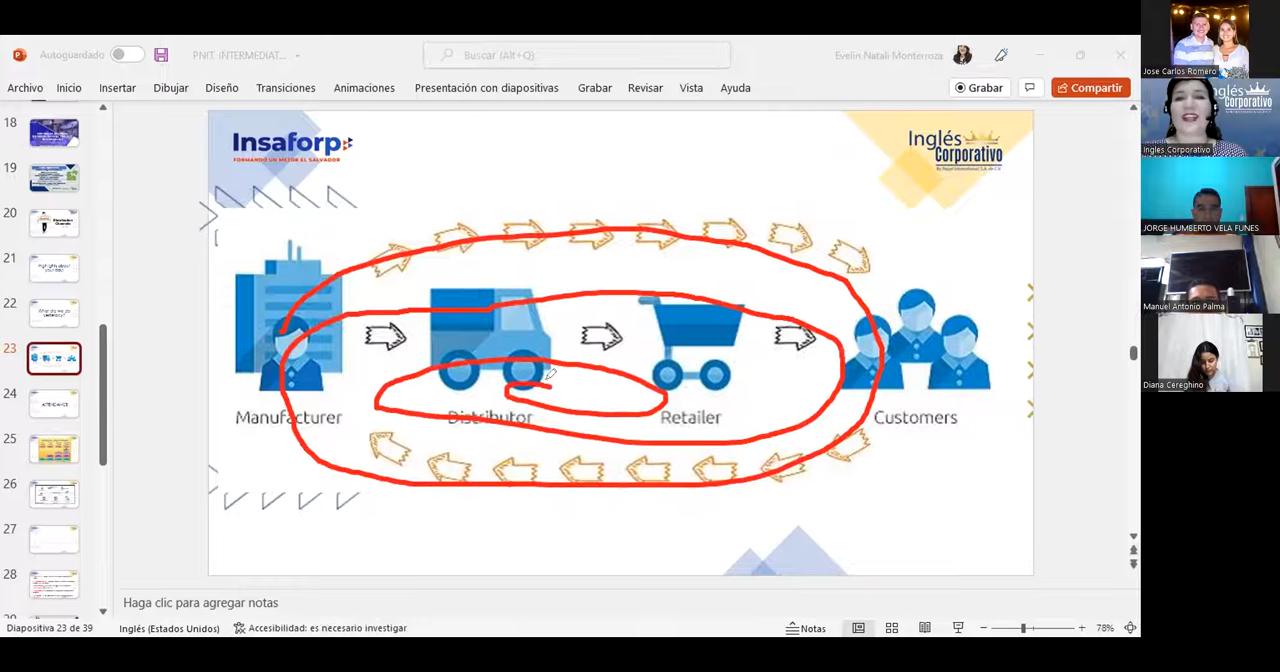 Autoguardado
PNIT. INTERMEDIAT...
Buscar (Alt+Q)
Evelin Natali Monterroza
Archivo Inicio Insertar Dibujar Diseño Transiciones Animaciones Presentación con diapositivas Grabar Revisar Vista Ayuda
Grabar
Compartir
18
19
20
21
22
23
24
25
26
27
28
ATTENDANCE
Insaforp
FORMANDO UN MEJOR EL SALVADOR
Inglés
Corporativo
Manufacturer Distributor Retailer Customers
Haga clic para agregar notas
Diapositiva 23 de 39
Inglés (Estados Unidos)
Accesibilidad: es necesario investigar
Notas
78%
Jose Carlos Romero
Inglés
Corporativo
Ingles Corporativo
JORGE HUMBERTO VELA FUNES
Manuel Antonio Palma
Diana Cereghino